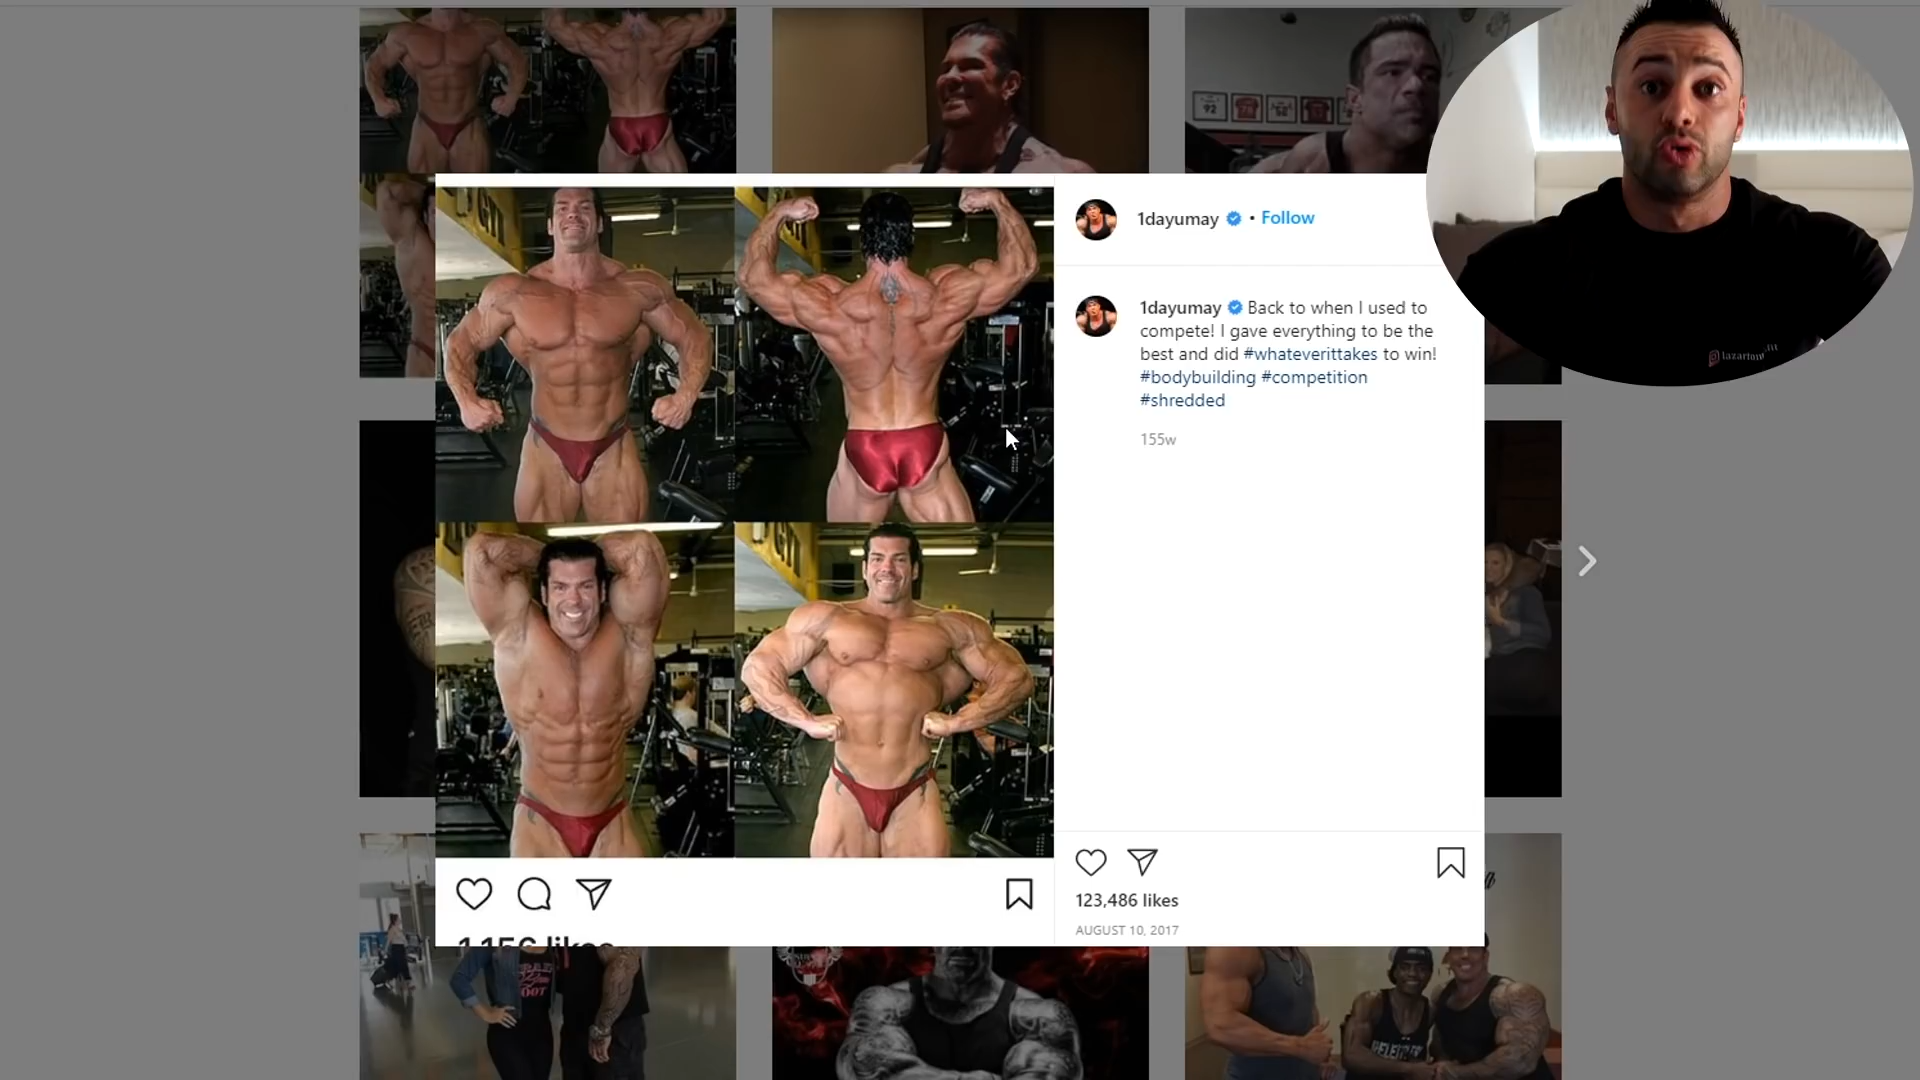 1dayumay • Follow
1dayumay Back to when I used to
compete! I gave everything to be the
best and did #whateverittakes to win!
#bodybuilding #competition
#shredded
155w
123,486 likes
AUGUST 10, 2017
92